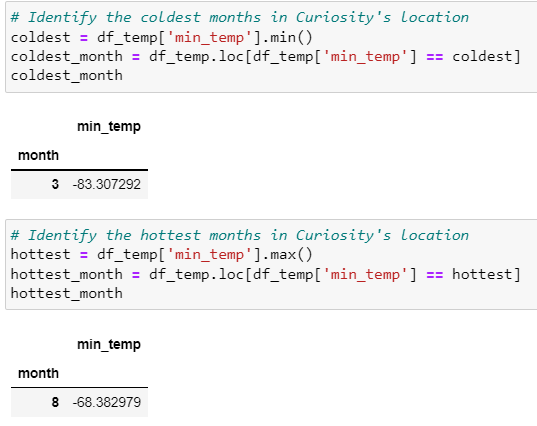 # Identify the coldest months in Curiosity's location
coldest = df_temp['min_temp'].min()
coldest_month = df_temp.loc[df_temp['min_temp'] == coldest]
coldest_month
min_temp
month
3 -83.307292
# Identify the hottest months in Curiosity's location
hottest = df_temp['min_temp'].max()
hottest_month = df_temp.loc[df_temp['min_temp'] == hottest]
hottest_month
min_temp
month
8 -68.382979